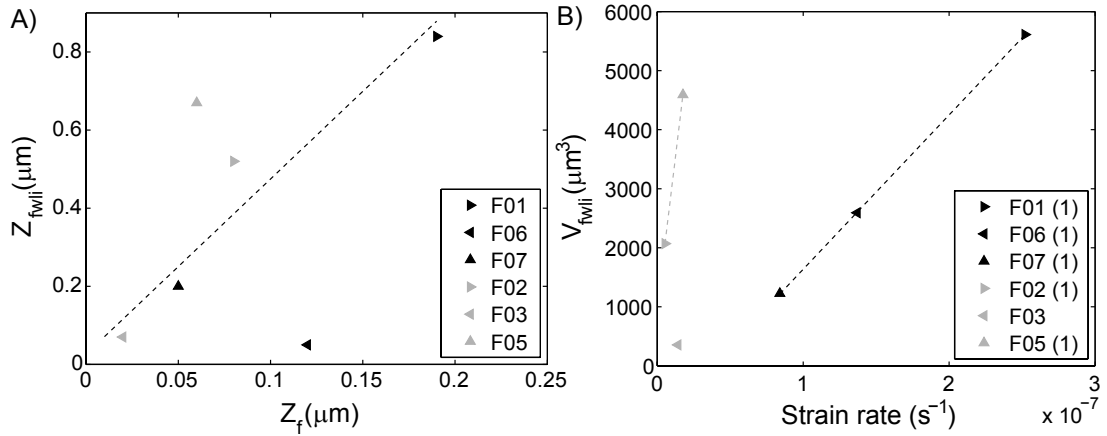 A)
Z_fwli (μm)
0.8
0.6
0.4
0.2
0
0
0.05
0.1
0.15
0.2
0.25
Z_f (μm)
F01
F06
F07
F02
F03
F05
B)
V_fwli (μm³)
6000
5000
4000
3000
2000
1000
0
0
1
2
3
Strain rate (s⁻¹)
x 10⁻⁷
F01 (1)
F06 (1)
F07 (1)
F02 (1)
F03
F05 (1)